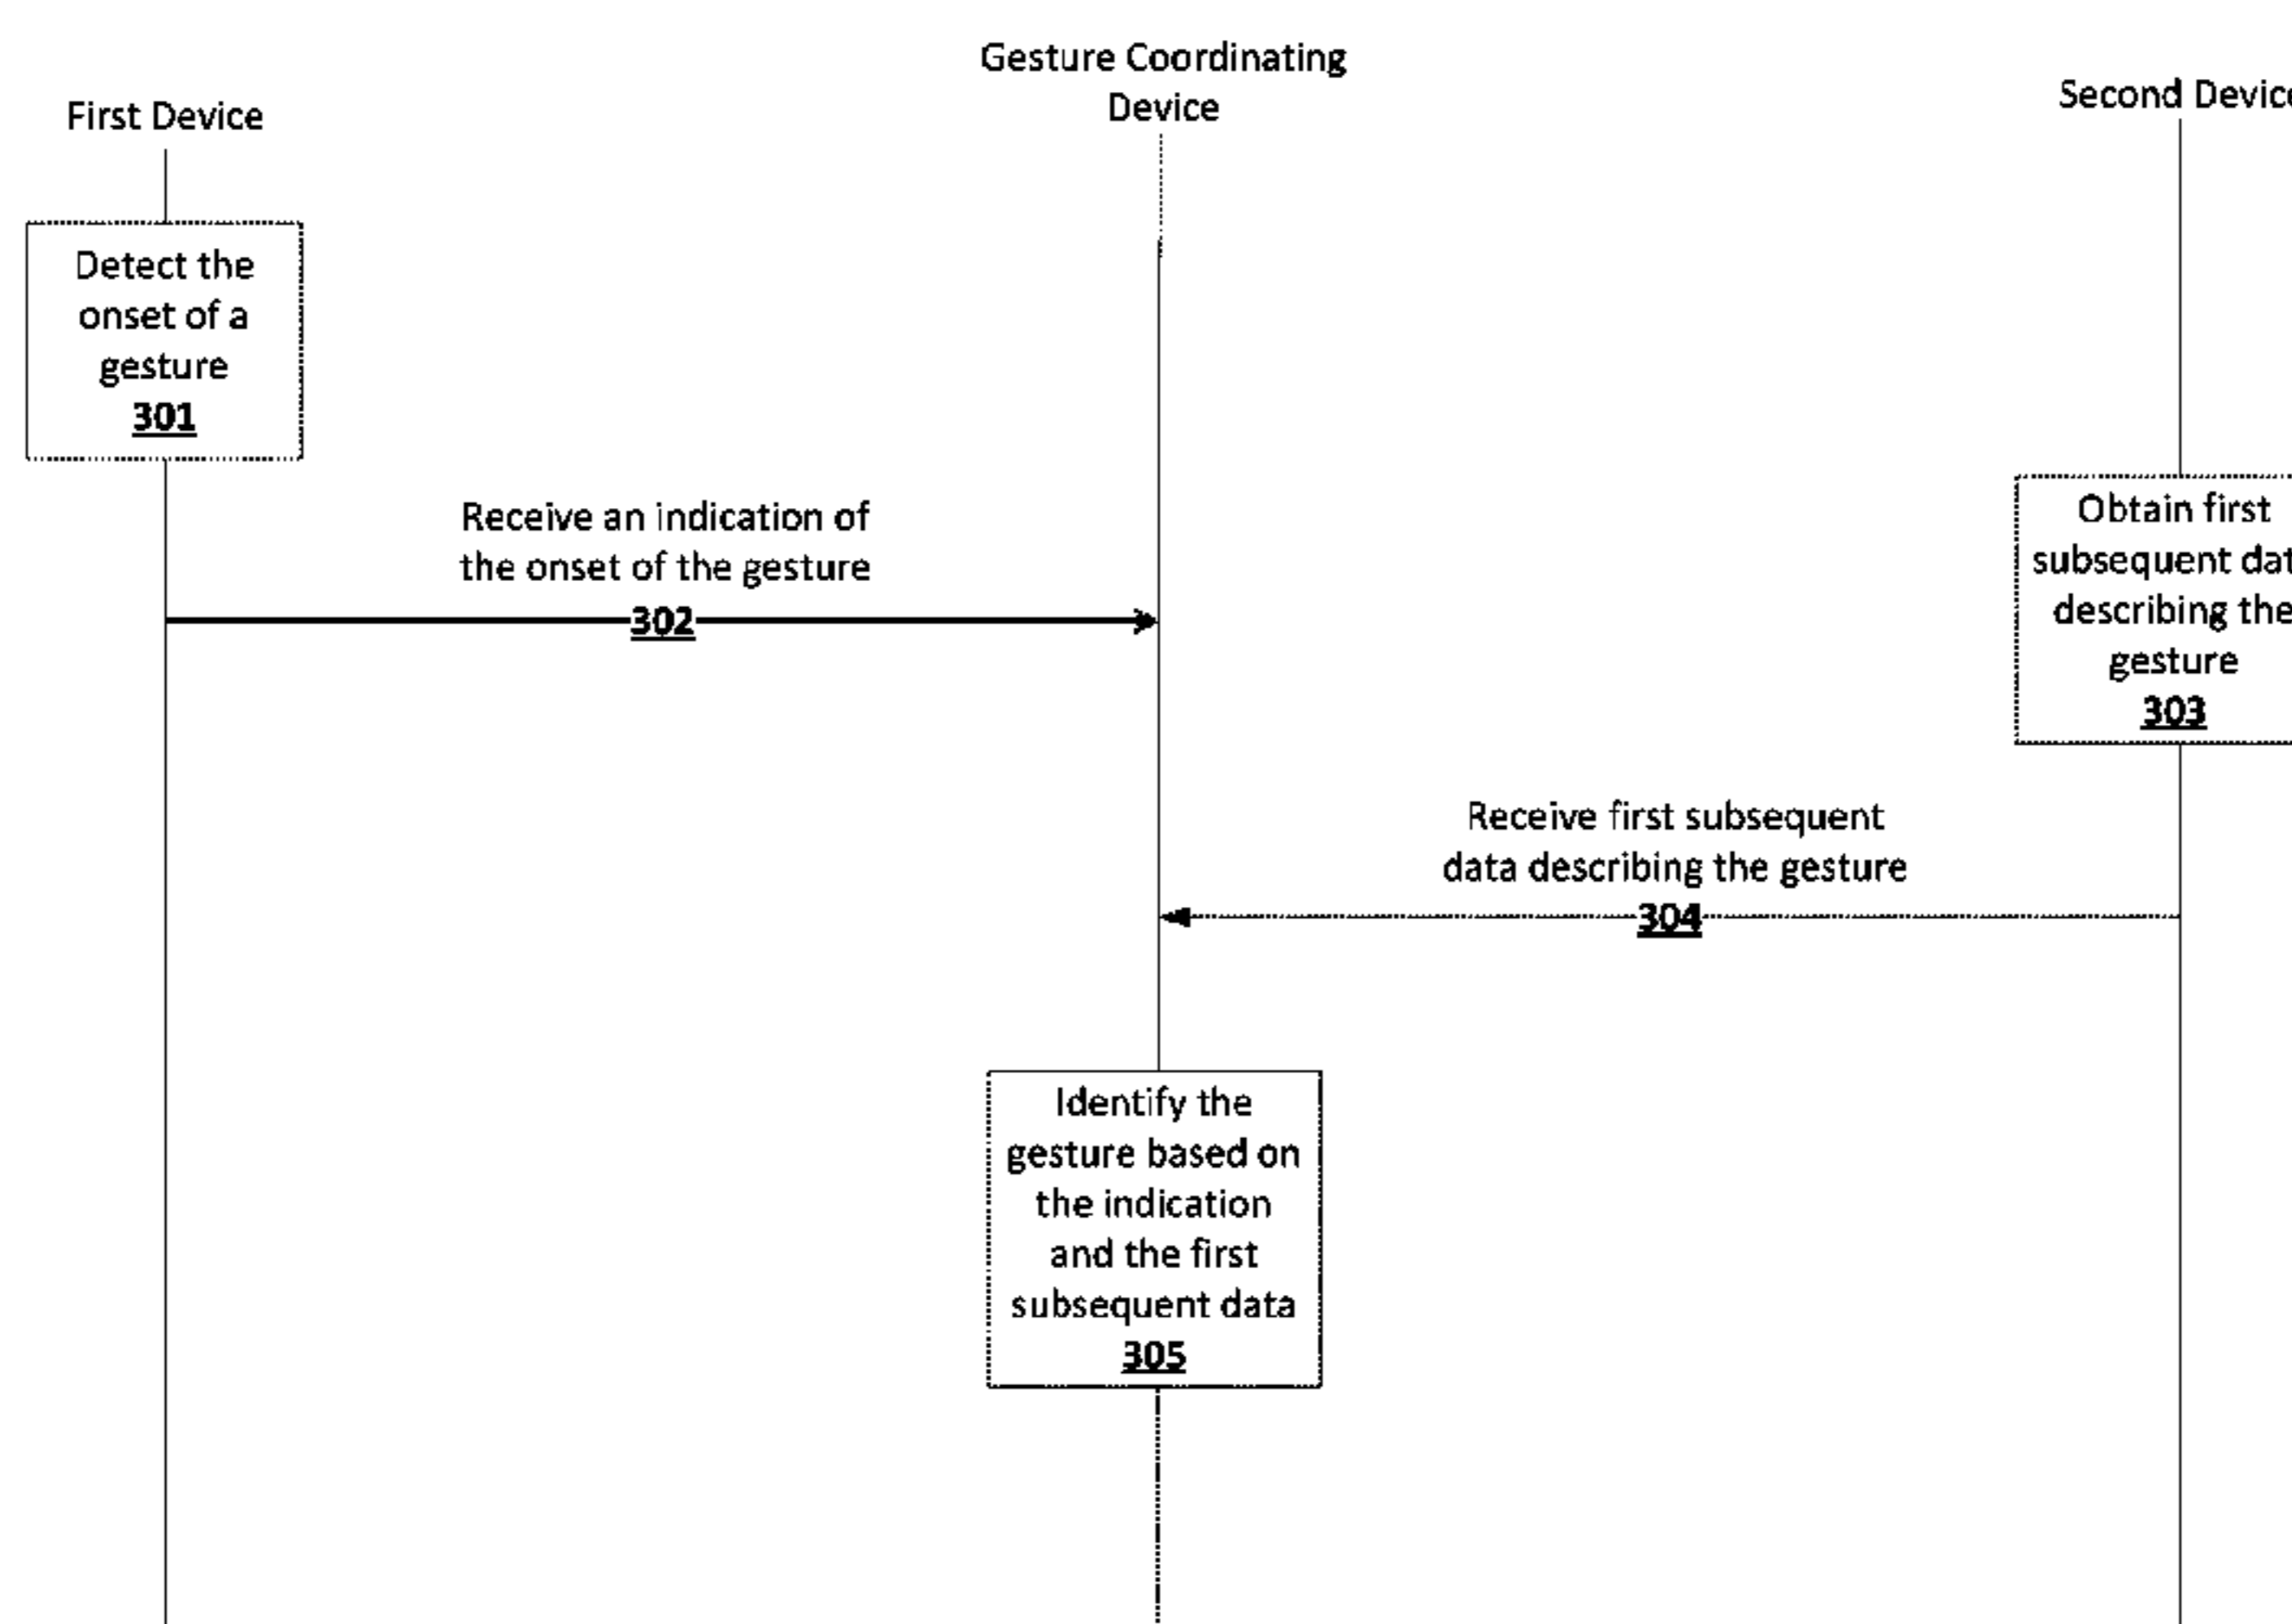 Gesture Coordinating
Device
First Device
Second Device
Detect the
onset of a
gesture
301
Receive an indication of
the onset of the gesture
302
Obtain first
subsequent dat
describing the
gesture
303
Receive first subsequent
data describing the gesture
304
Identify the
gesture based on
the indication
and the first
subsequent data
305